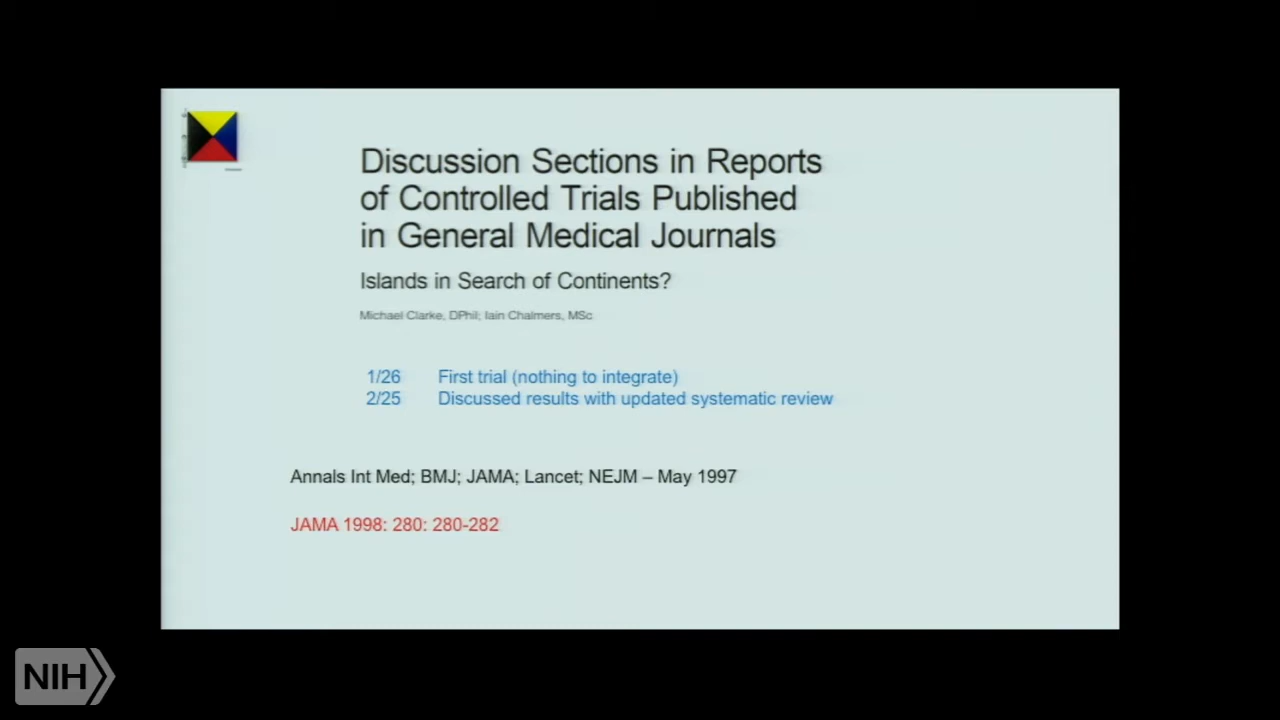 Discussion Sections in Reports
of Controlled Trials Published
in General Medical Journals
Islands in Search of Continents?
Michael Clarke, DPhil; Iain Chalmers, MSc
1/26 First trial (nothing to integrate)
2/25 Discussed results with updated systematic review
Annals Int Med; BMJ; JAMA; Lancet; NEJM – May 1997
JAMA 1998: 280: 280-282
NIH